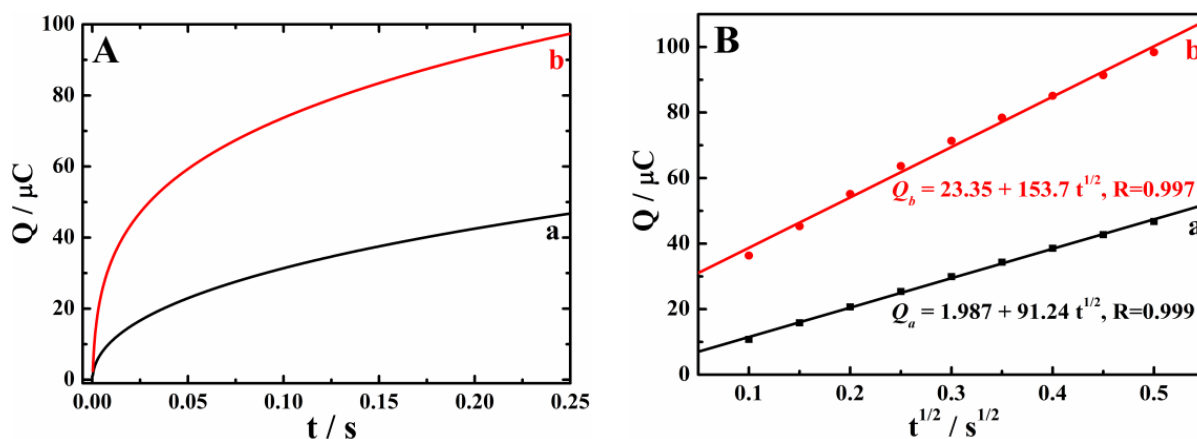 A
b
a
100
80
60
40
20
0
Q / μC
0.00 0.05 0.10 0.15 0.20 0.25
t / s
B
b
a
100
80
60
40
20
0
Q / μC
Q_b = 23.35 + 153.7 t^{1/2}, R=0.997
Q_a = 1.987 + 91.24 t^{1/2}, R=0.999
0.1 0.2 0.3 0.4 0.5
t^{1/2} / s^{1/2}